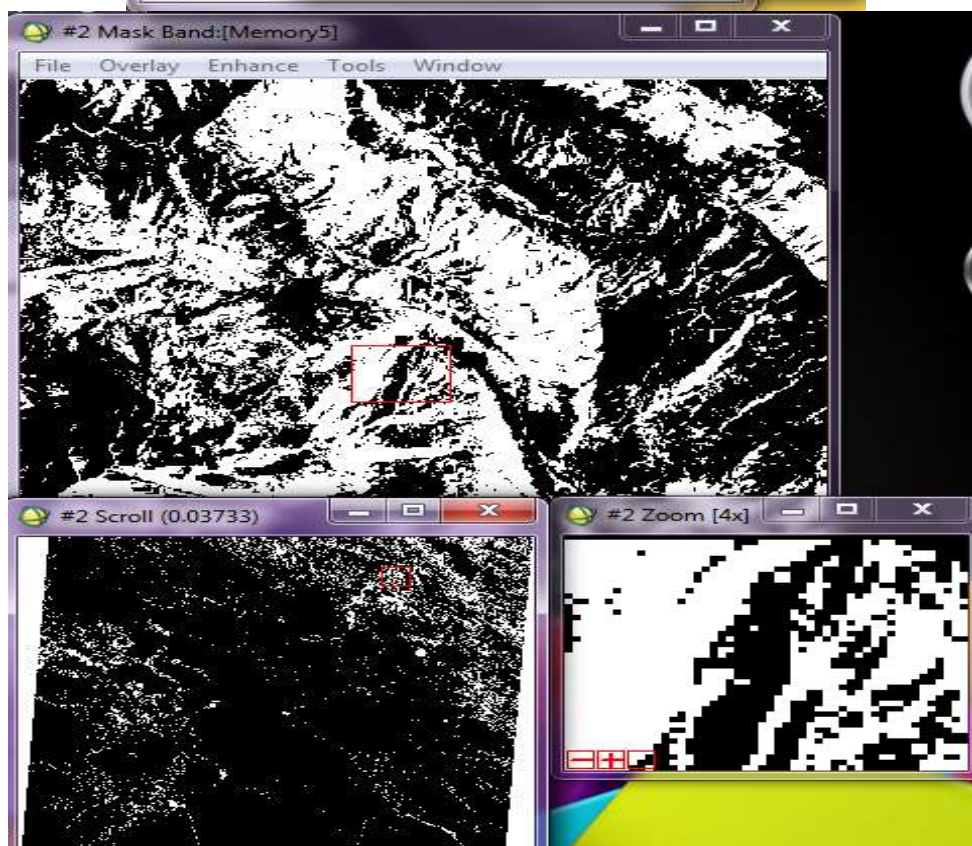 #2 Mask Band:[Memory5]
File Overlay Enhance Tools Window
#2 Scroll (0.03733)
#2 Zoom [4x]